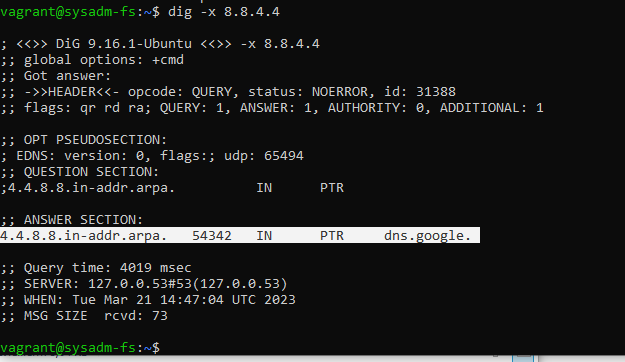 vagrant@sysadm-fs:~$ dig -x 8.8.4.4
; <<>> DiG 9.16.1-Ubuntu <<>> -x 8.8.4.4
;; global options: +cmd
;; Got answer:
;; ->>HEADER<<- opcode: QUERY, status: NOERROR, id: 31388
;; flags: qr rd ra; QUERY: 1, ANSWER: 1, AUTHORITY: 0, ADDITIONAL: 1
;; OPT PSEUDOSECTION:
; EDNS: version: 0, flags:; udp: 65494
;; QUESTION SECTION:
;4.4.8.8.in-addr.arpa. IN PTR
;; ANSWER SECTION:
4.4.8.8.in-addr.arpa. 54342 IN PTR dns.google.
;; Query time: 4019 msec
;; SERVER: 127.0.0.53#53(127.0.0.53)
;; WHEN: Tue Mar 21 14:47:04 UTC 2023
;; MSG SIZE rcvd: 73
vagrant@sysadm-fs:~$